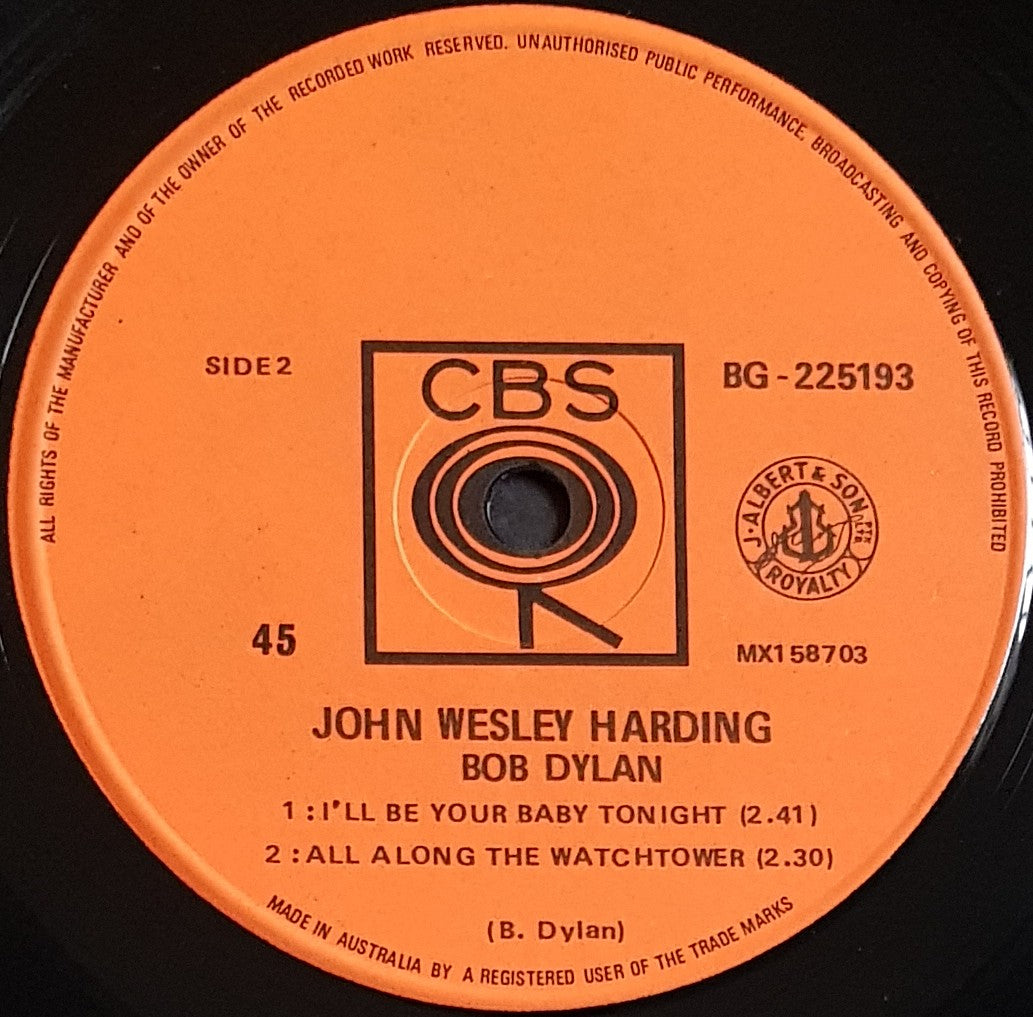 ALL RIGHTS OF THE MANUFACTURER AND OF THE OWNER OF THE RECORDED WORK RESERVED. UNAUTHORISED PUBLIC PERFORMANCE, BROADCASTING AND COPYING OF THIS RECORD PROHIBITED
SIDE 2
CBS
BG-225193
J. ALBERT & SON PTY LTD
ROYALTY
45
MX158703
JOHN WESLEY HARDING
BOB DYLAN
1 : I'LL BE YOUR BABY TONIGHT (2.41)
2 : ALL ALONG THE WATCHTOWER (2.30)
(B. Dylan)
MADE IN AUSTRALIA BY A REGISTERED USER OF THE TRADE MARKS